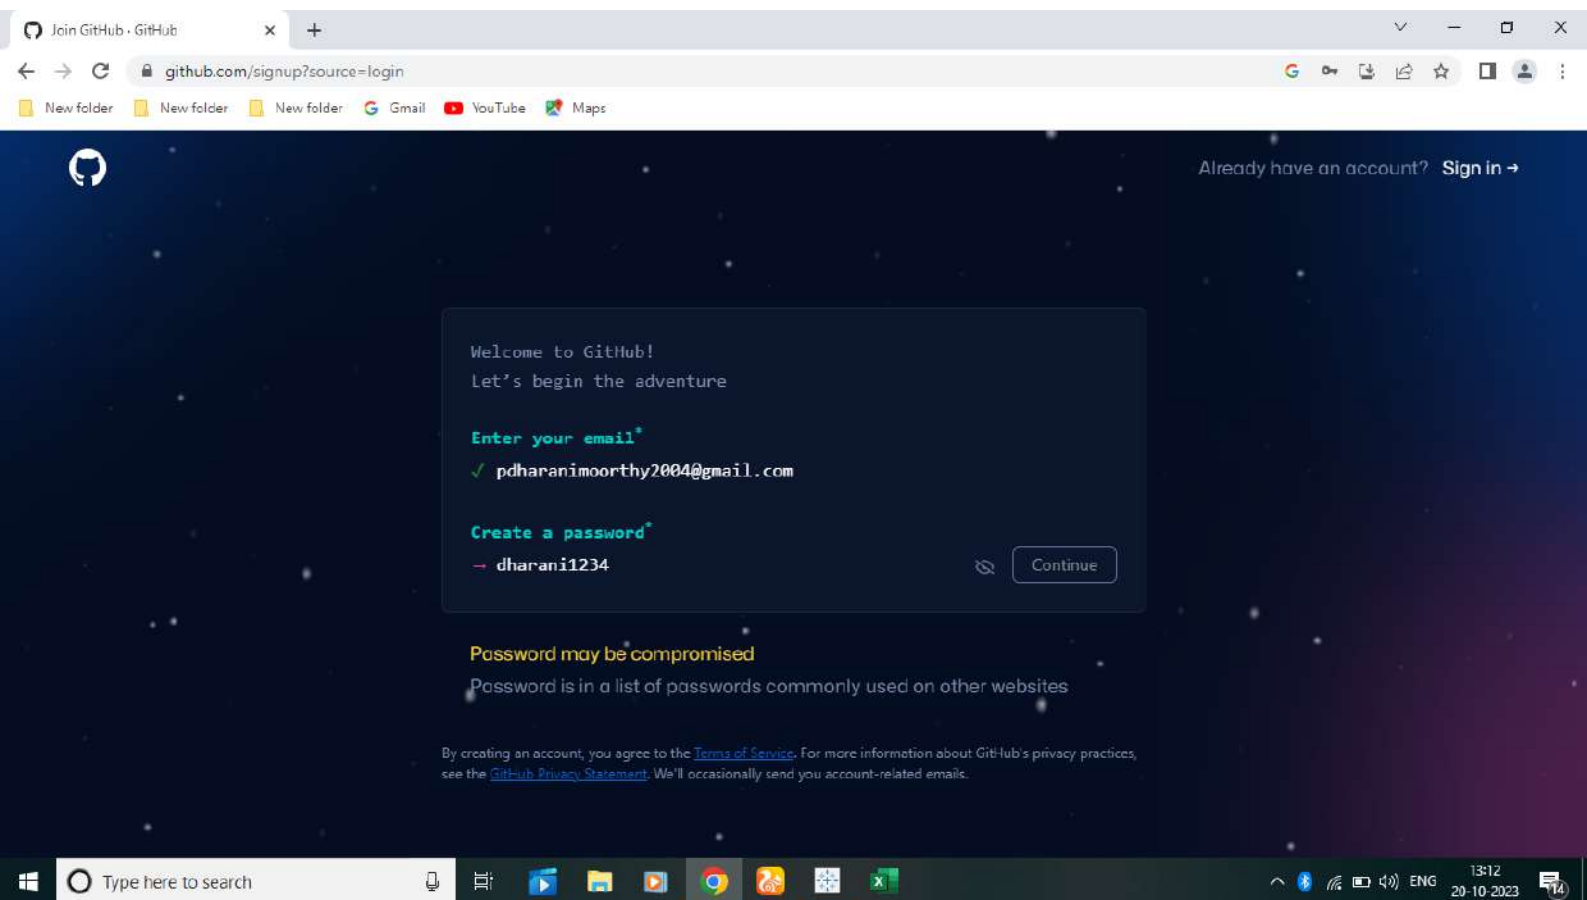 Join GitHub · GitHub
github.com/signup?source=login
New folder
New folder
New folder
Gmail
YouTube
Maps
Already have an account? Sign in →
Welcome to GitHub!
Let's begin the adventure
Enter your email*
✓ pdharanimoorthy2004@gmail.com
Create a password*
→ dharani1234
Continue
Password may be compromised
Password is in a list of passwords commonly used on other websites
By creating an account, you agree to the Terms of Service. For more information about GitHub's privacy practices,
see the GitHub Privacy Statement. We'll occasionally send you account-related emails.
Type here to search
ENG
13:12
20-10-2023
14